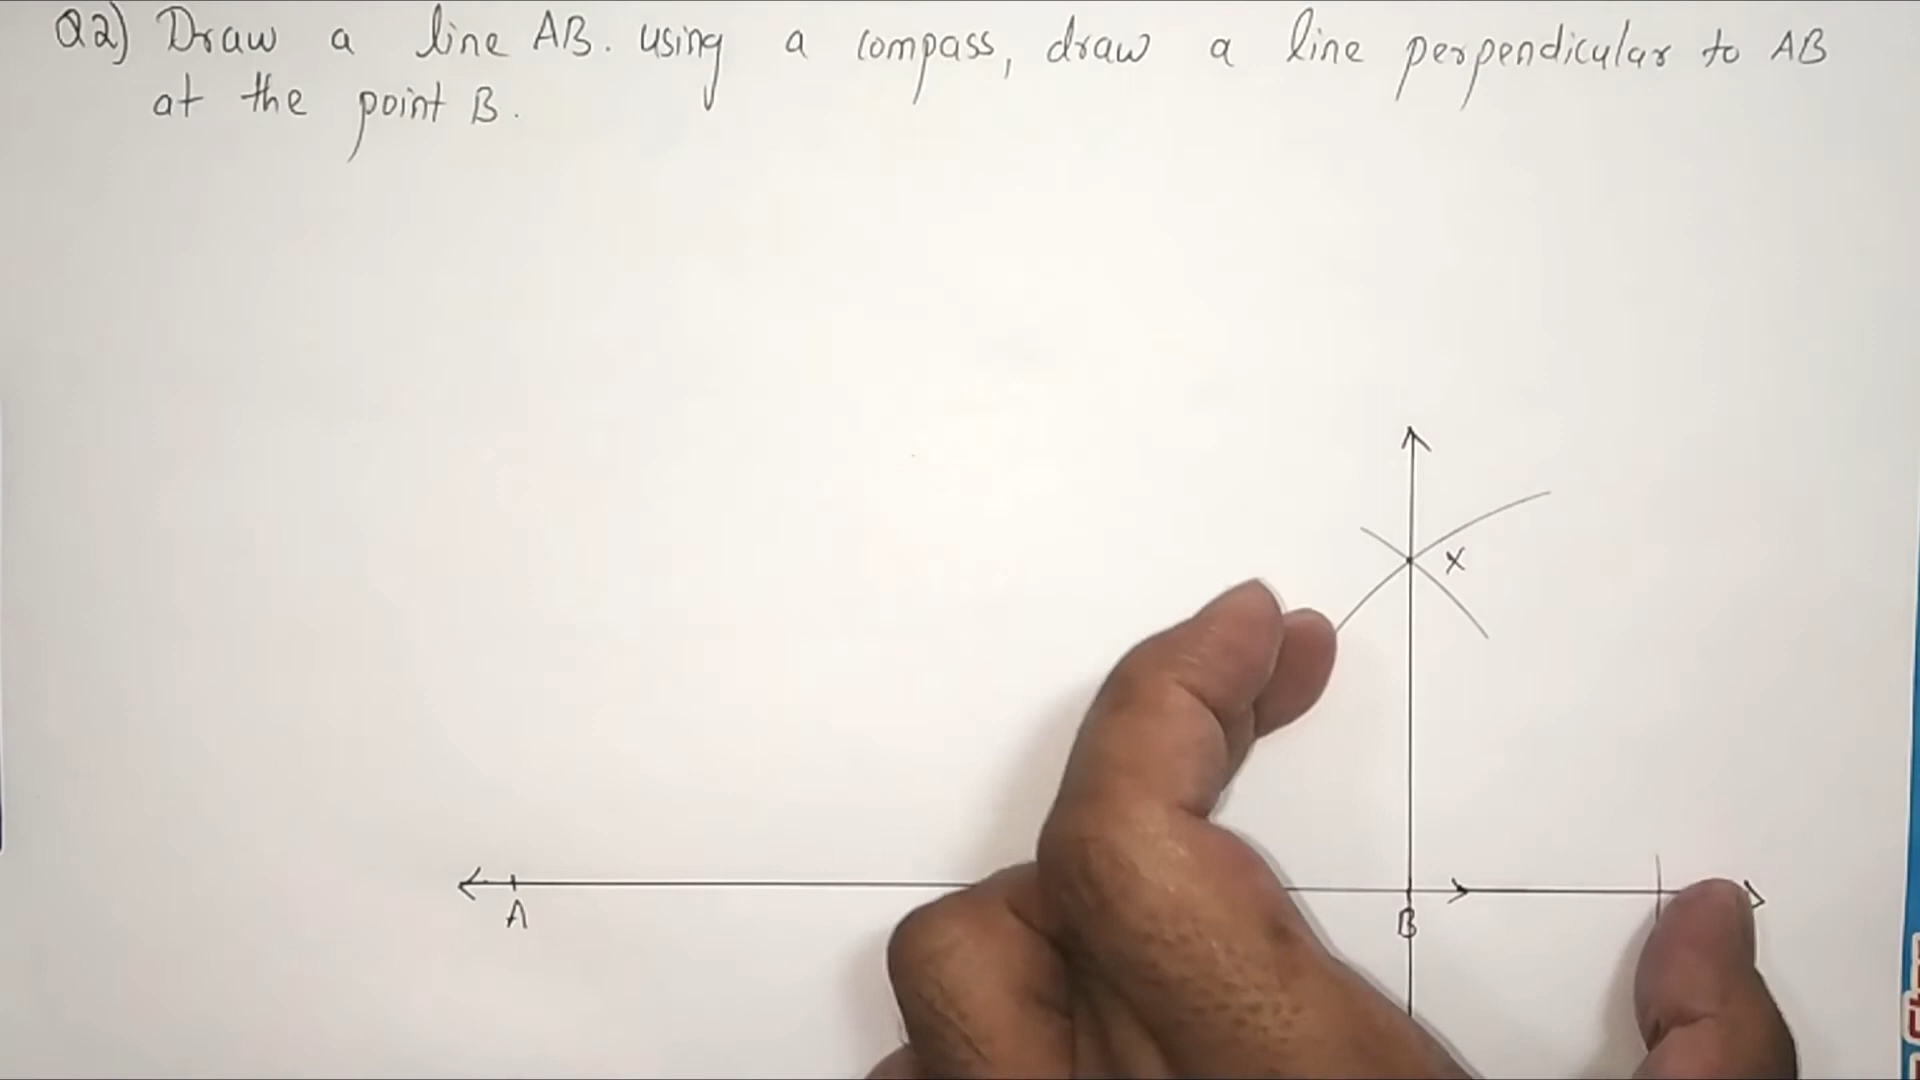 Q2) Draw a line AB. using a compass, draw a line perpendicular to AB
at the point B.
X
A
B